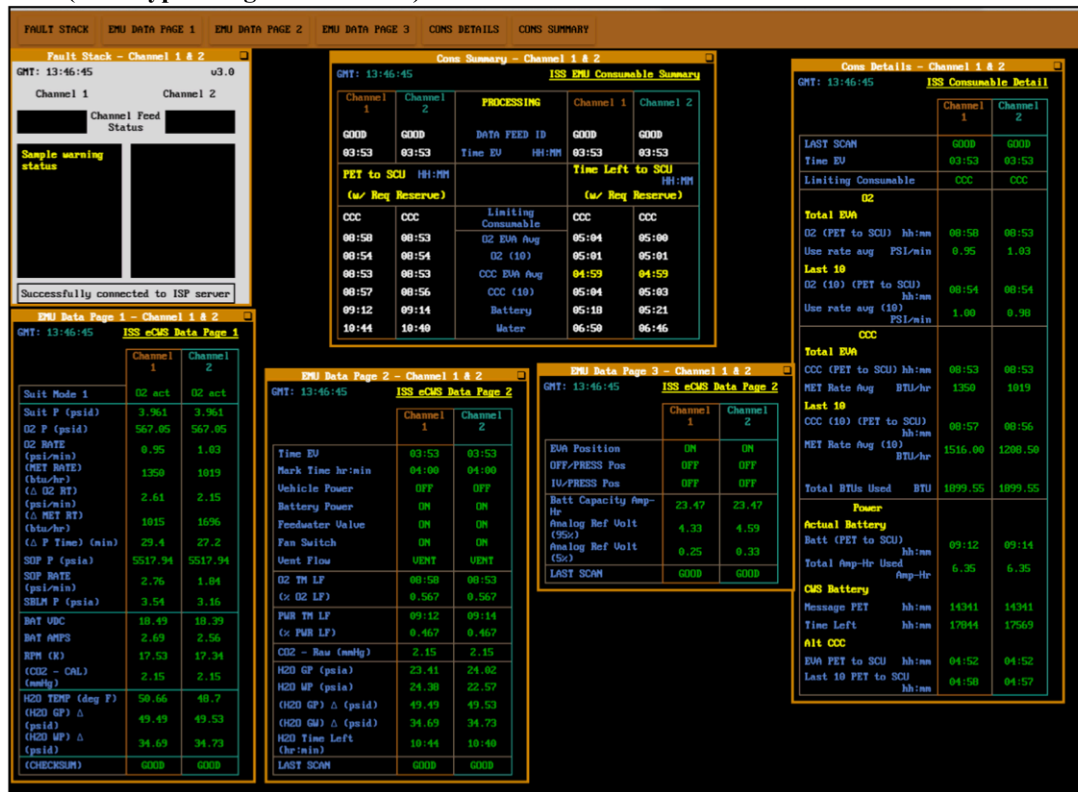 FAULT STACK EMU DATA PAGE 1 EMU DATA PAGE 2 EMU DATA PAGE 3 CONS DETAILS CONS SUMMARY
Fault Stack - Channel 1 & 2
GMT: 13:46:45 v3.0
Channel 1 Channel 2
Channel Feed
Status
Sample warning
status
Successfully connected to ISP server
Cons Summary - Channel 1 & 2
GMT: 13:46:45 ISS EMU Consumable Summary
Channel 1 Channel 2 PROCESSING Channel 1 Channel 2
GOOD GOOD DATA FEED ID GOOD GOOD
03:53 03:53 Time EV HH:MM 03:53 03:53
PET to SCU HH:MM Time Left to SCU HH:MM
(w/ Req Reserve) (w/ Req Reserve)
CCC CCC Limiting Consumable CCC CCC
08:58 08:53 O2 EVA Avg 05:04 05:00
08:54 08:54 O2 (10) 05:01 05:01
08:53 08:53 CCC EVA Avg 04:59 04:59
08:57 08:56 CCC (10) 05:04 05:03
09:12 09:14 Battery 05:18 05:21
10:44 10:40 Water 06:50 06:46
Cons Details - Channel 1 & 2
GMT: 13:46:45 ISS Consumable Detail
Channel 1 Channel 2
LAST SCAN GOOD GOOD
Time EV 03:53 03:53
Limiting Consumable CCC CCC
O2
Total EVA
O2 (PET to SCU) hh:mm 08:58 08:53
Use rate avg PSI/min 0.95 1.03
Last 10
O2 (10) (PET to SCU) hh:mm 08:54 08:54
Use rate avg (10) PSI/min 1.00 0.98
CCC
Total EVA
CCC (PET to SCU) hh:mm 08:53 08:53
MET Rate Avg BTU/hr 1350 1019
Last 10
CCC (10) (PET to SCU) hh:mm 08:57 08:56
MET Rate Avg (10) BTU/hr 1516.00 1208.50
Total BTUs Used BTU 1899.55 1899.55
Power
Actual Battery
Batt (PET to SCU) hh:mm 09:12 09:14
Total Amp-Hr Used Amp-Hr 6.35 6.35
CWS Battery
Message PET hh:mm 14341 14341
Time Left hh:mm 17844 17569
Alt CCC
EVA PET to SCU hh:mm 04:52 04:52
Last 10 PET to SCU hh:mm 04:58 04:57
EMU Data Page 1 - Channel 1 & 2
GMT: 13:46:45 ISS eCWS Data Page 1
Channel 1 Channel 2
Suit Mode 1 O2 act O2 act
Suit P (psid) 3.961 3.961
O2 P (psid) 567.05 567.05
O2 RATE (psi/min) 0.95 1.03
(MET RATE) (btu/hr) 1350 1019
(Δ O2 RT) (psi/min) 2.61 2.15
(Δ MET RT) (btu/hr) 1015 1696
(Δ P Time) (min) 29.4 27.2
SOP P (psia) 5517.94 5517.94
SOP RATE (psi/min) 2.76 1.84
SBLM P (psia) 3.54 3.16
BAT VDC 18.49 18.39
BAT AMPS 2.69 2.56
RPM (K) 17.53 17.34
(CO2 - CAL) (mmHg) 2.15 2.15
H2O TEMP (deg F) 50.66 48.7
(H2O GP) Δ (psid) 49.49 49.53
(H2O WP) Δ (psid) 34.69 34.73
(CHECKSUM) GOOD GOOD
EMU Data Page 2 - Channel 1 & 2
GMT: 13:46:45 ISS eCWS Data Page 2
Channel 1 Channel 2
Time EV 03:53 03:53
Mark Time hr:min 04:00 04:00
Vehicle Power OFF OFF
Battery Power ON ON
Feedwater Valve ON ON
Fan Switch ON ON
Vent Flow VENT VENT
O2 TM LF 08:58 08:53
(% O2 LF) 0.567 0.567
PWR TM LF 09:12 09:14
(% PWR LF) 0.467 0.467
CO2 - Raw (mmHg) 2.15 2.15
H2O GP (psia) 23.41 24.02
H2O WP (psia) 24.38 22.57
(H2O GP) Δ (psid) 49.49 49.53
(H2O GW) Δ (psid) 34.69 34.73
H2O Time Left (hr:min) 10:44 10:40
LAST SCAN GOOD GOOD
EMU Data Page 3 - Channel 1 & 2
GMT: 13:46:45 ISS eCWS Data Page 2
Channel 1 Channel 2
EVA Position ON ON
OFF/PRESS Pos OFF OFF
IV/PRESS Pos OFF OFF
Batt Capacity Amp-Hr 23.47 23.47
Analog Ref Volt (95%) 4.33 4.59
Analog Ref Volt (5%) 0.25 0.33
LAST SCAN GOOD GOOD